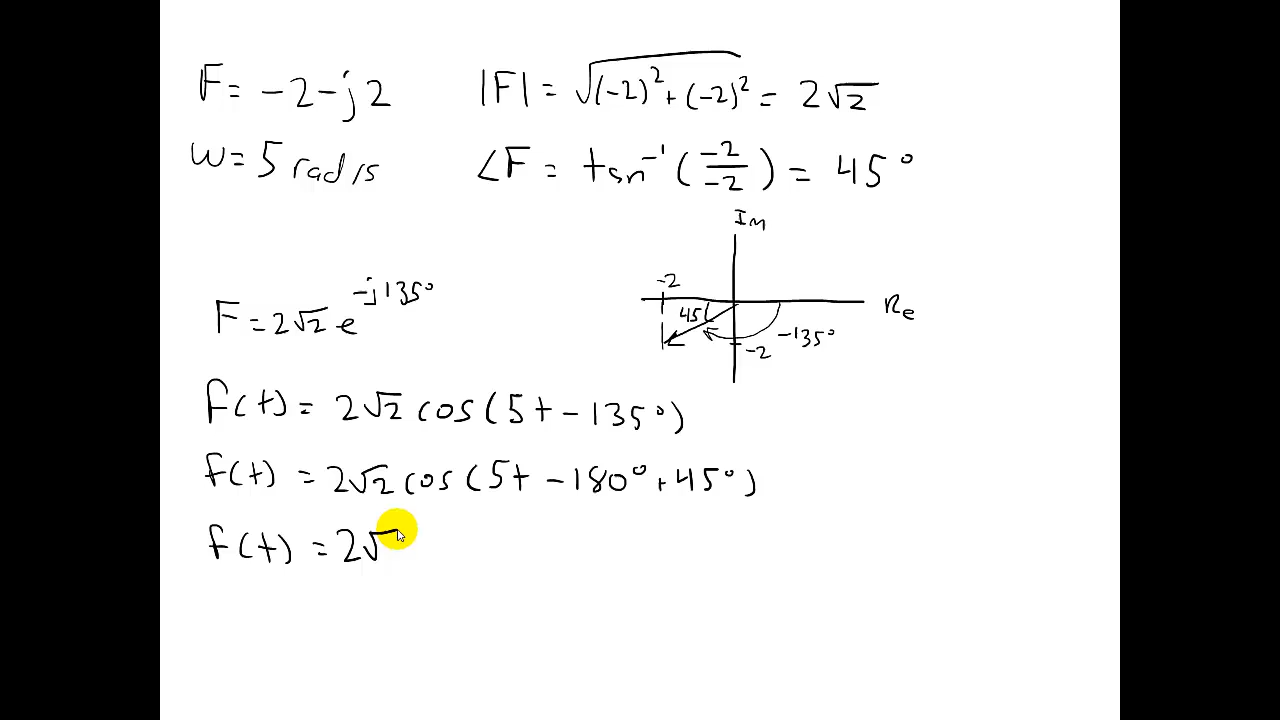 F = -2 - j2
|F| = √(-2)² + (-2)² = 2√2
ω = 5 rad/s
∠F = tan⁻¹(-2/-2) = 45°
Im
-2
Re
45
-135°
-2
F = 2√2 e^-j135°
f(t) = 2√2 cos(5t - 135°)
f(t) = 2√2 cos(5t - 180° + 45°)
f(t) = 2√